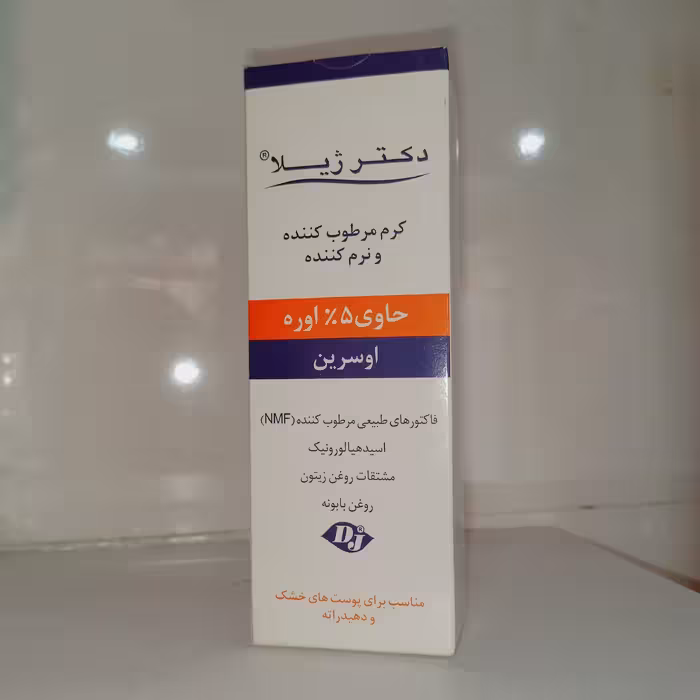 دکتر ژیلا®
کرم مرطوب کننده
و نرم کننده
حاوی ۵٪ اوره
اوسرین
فاکتورهای طبیعی مرطوب کننده (NMF)
اسیدهیالورونیک
مشتقات روغن زیتون
روغن بابونه
DJ®
مناسب برای پوست های خشک
و دهیدراته